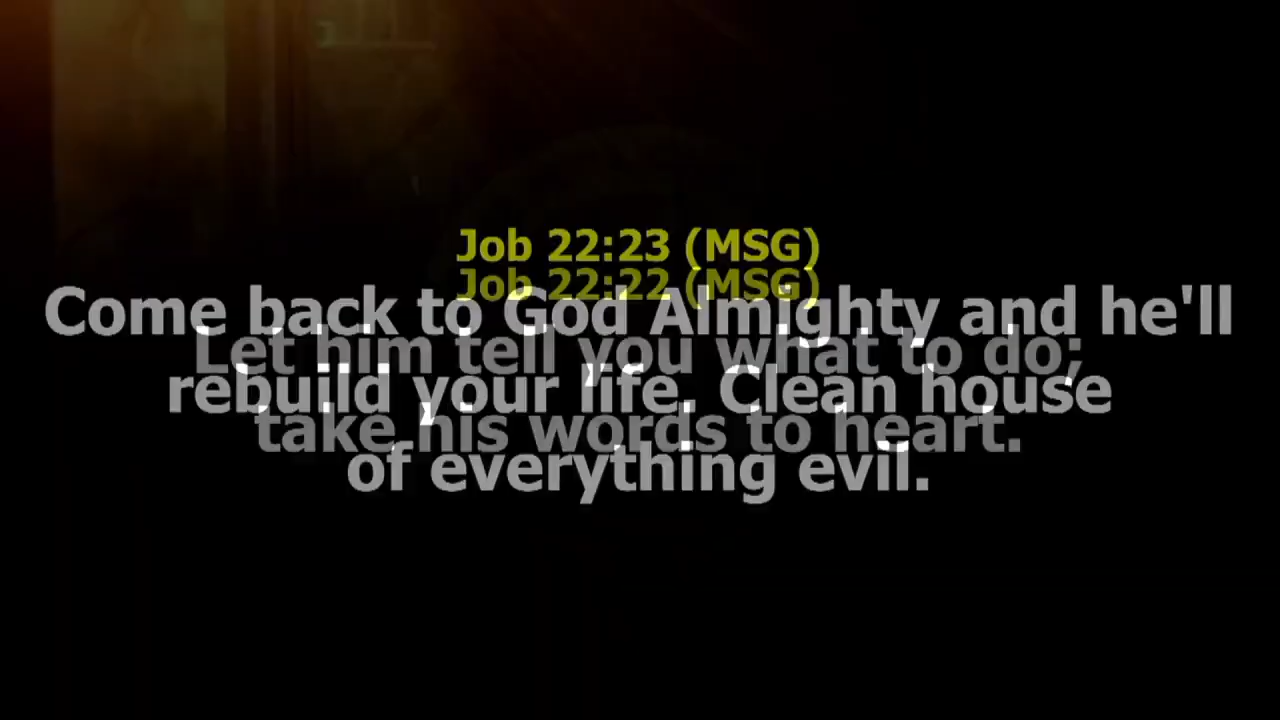 Job 22:23 (MSG)
Job 22:22 (MSG)
Come back to God Almighty and he'll
Let him tell you what to do;
rebuild your life. Clean house
take his words to heart.
of everything evil.